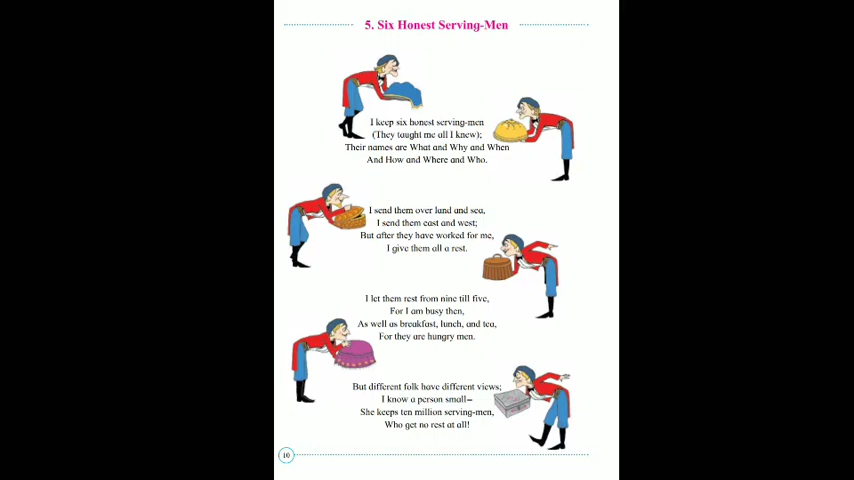 5. Six Honest Serving-Men
I keep six honest serving-men
(They taught me all I knew);
Their names are What and Why and When
And How and Where and Who.
I send them over land and sea,
I send them east and west;
But after they have worked for me,
I give them all a rest.
I let them rest from nine till five,
For I am busy then,
As well as breakfast, lunch, and tea,
For they are hungry men.
But different folk have different views;
I know a person small–
She keeps ten million serving-men,
Who get no rest at all!
10